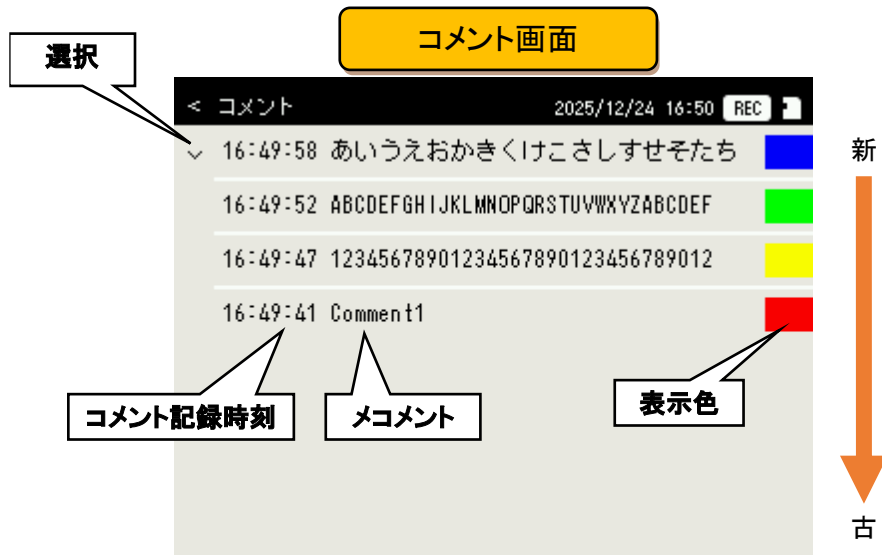 コメント画面
選択
< コメント 2025/12/24 16:50 REC
16:49:58 あいうえおかきくけこさしすせそたち
16:49:52 ABCDEFGHIJKLMNOPQRSTUVWXYZABCDEF
16:49:47 12345678901234567890123456789012
16:49:41 Comment1
新
コメント記録時刻
メコメント
表示色
古